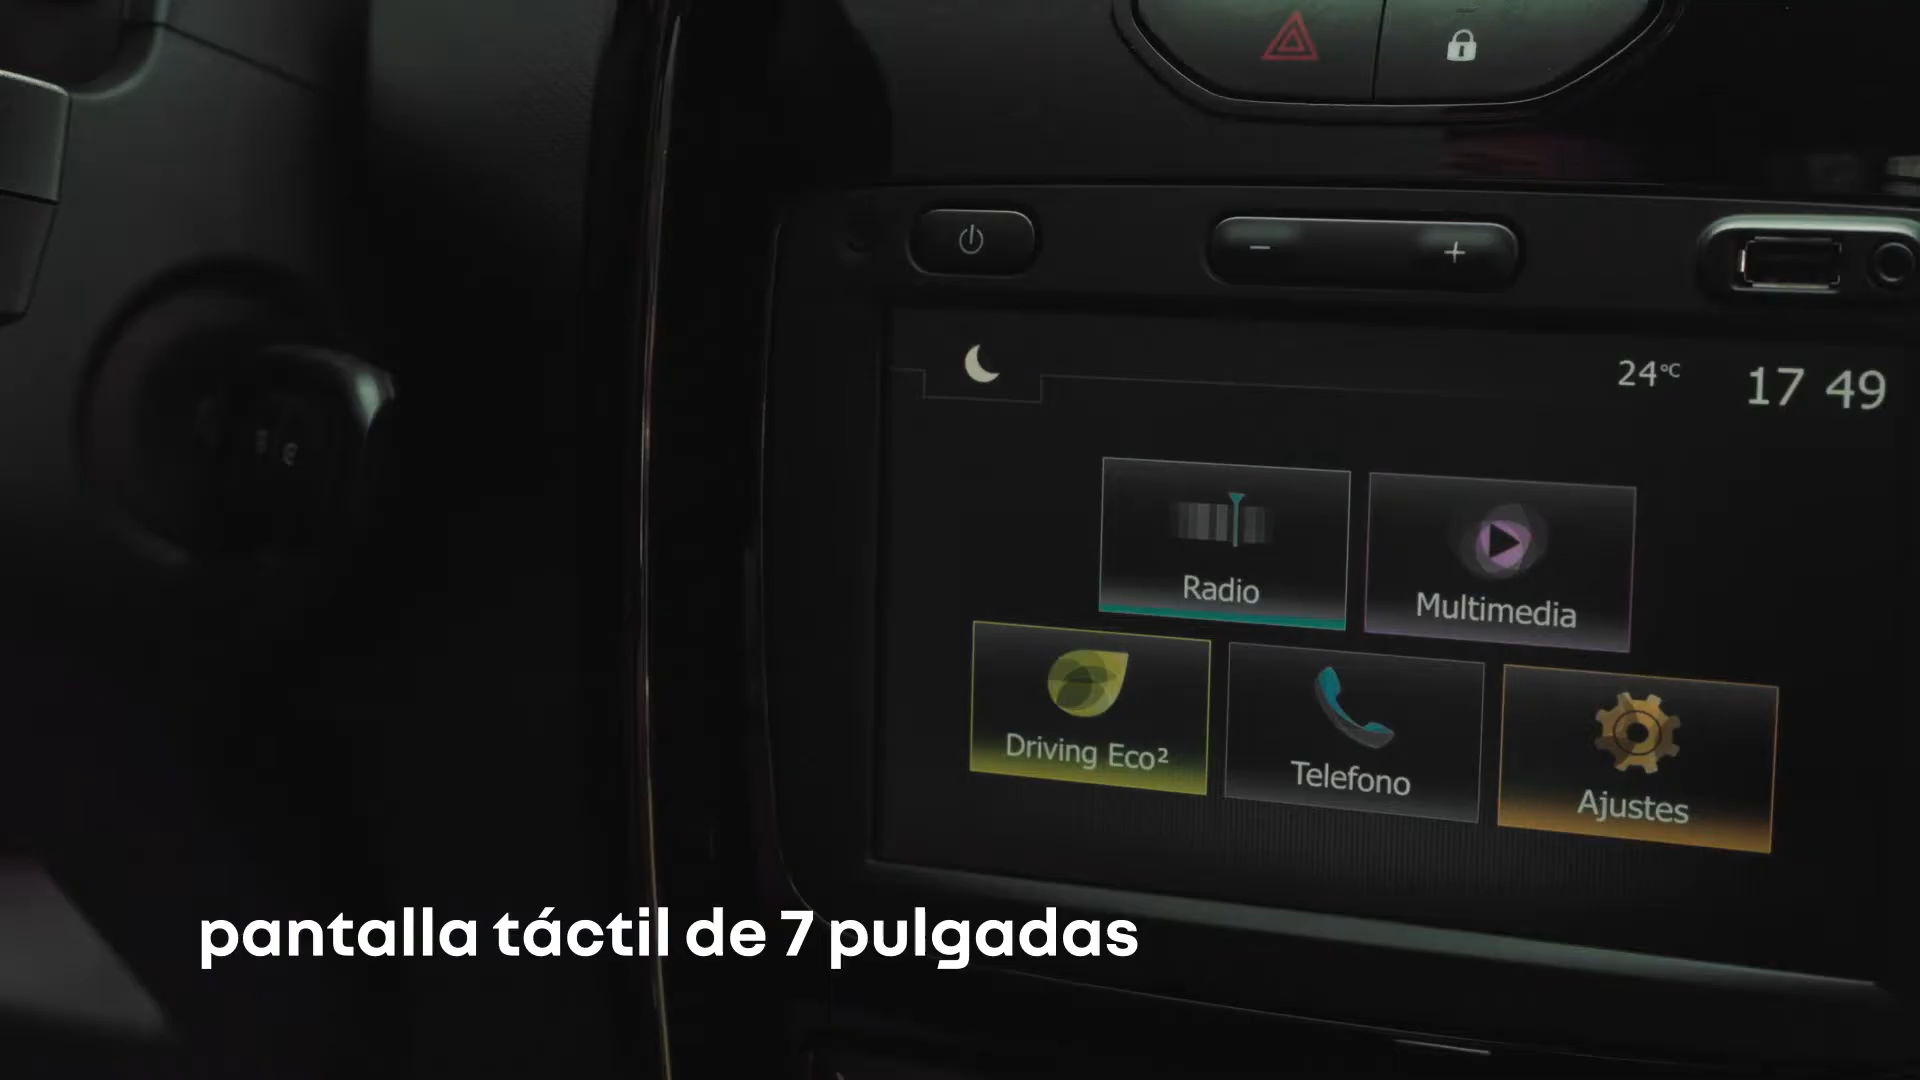 − +
24°C 17 49
Radio Multimedia
Driving Eco² Telefono Ajustes
pantalla táctil de 7 pulgadas